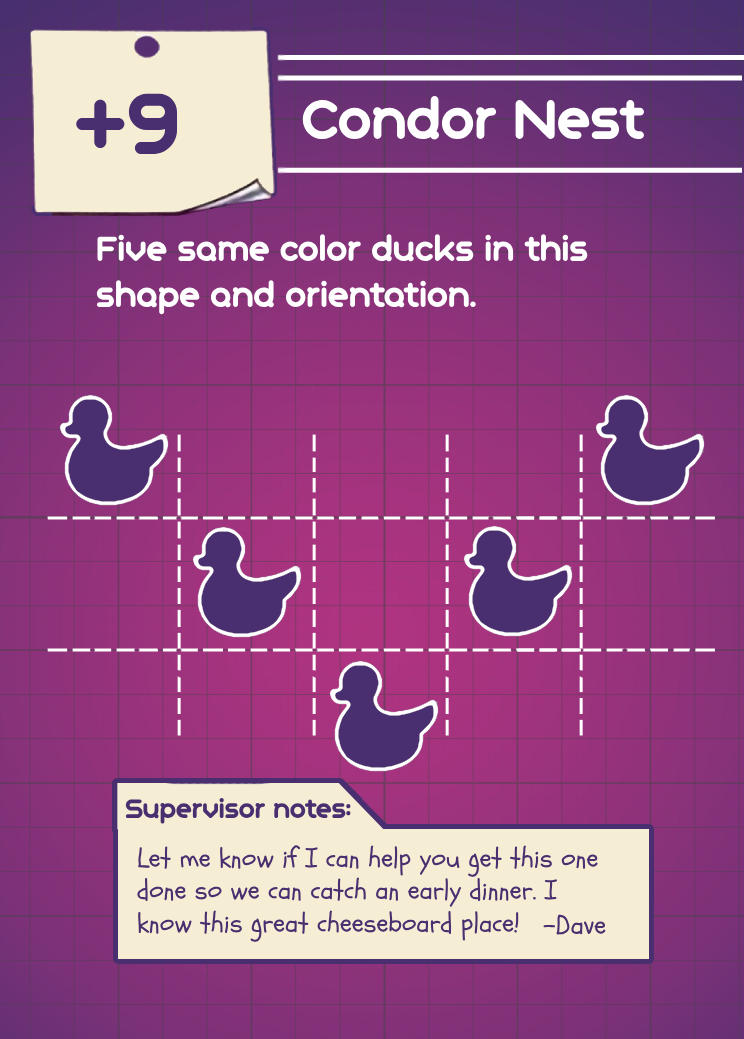 +9
Condor Nest
Five same color ducks in this
shape and orientation.
Supervisor notes:
Let me know if I can help you get this one
done so we can catch an early dinner. I
know this great cheeseboard place! -Dave